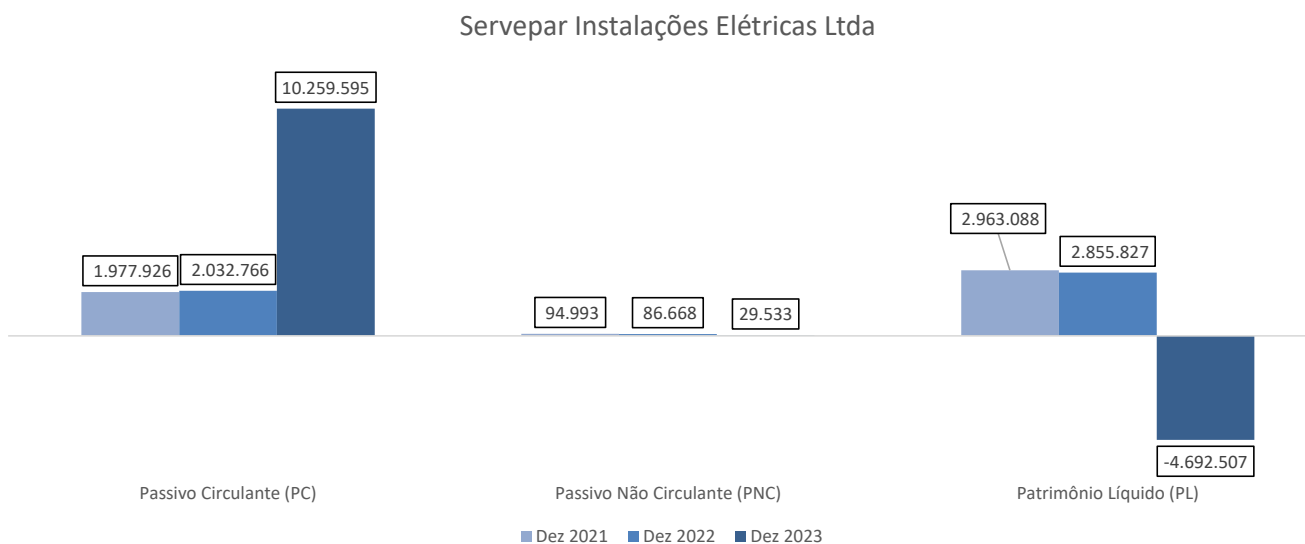 Servepar Instalações Elétricas Ltda
10.259.595
1.977.926
2.032.766
94.993
86.668
29.533
2.963.088
2.855.827
-4.692.507
Passivo Circulante (PC)
Passivo Não Circulante (PNC)
Patrimônio Líquido (PL)
Dez 2021
Dez 2022
Dez 2023